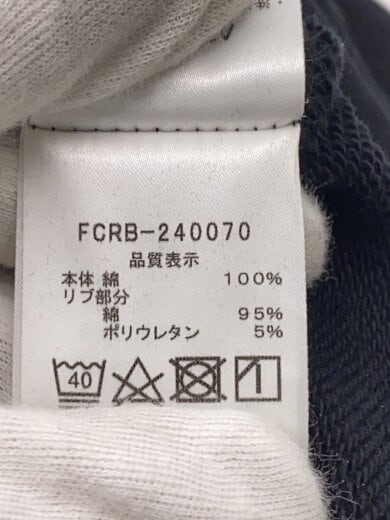 FCRB-240070
品質表示
本体 綿 100%
リブ部分
綿 95%
ポリウレタン 5%
40